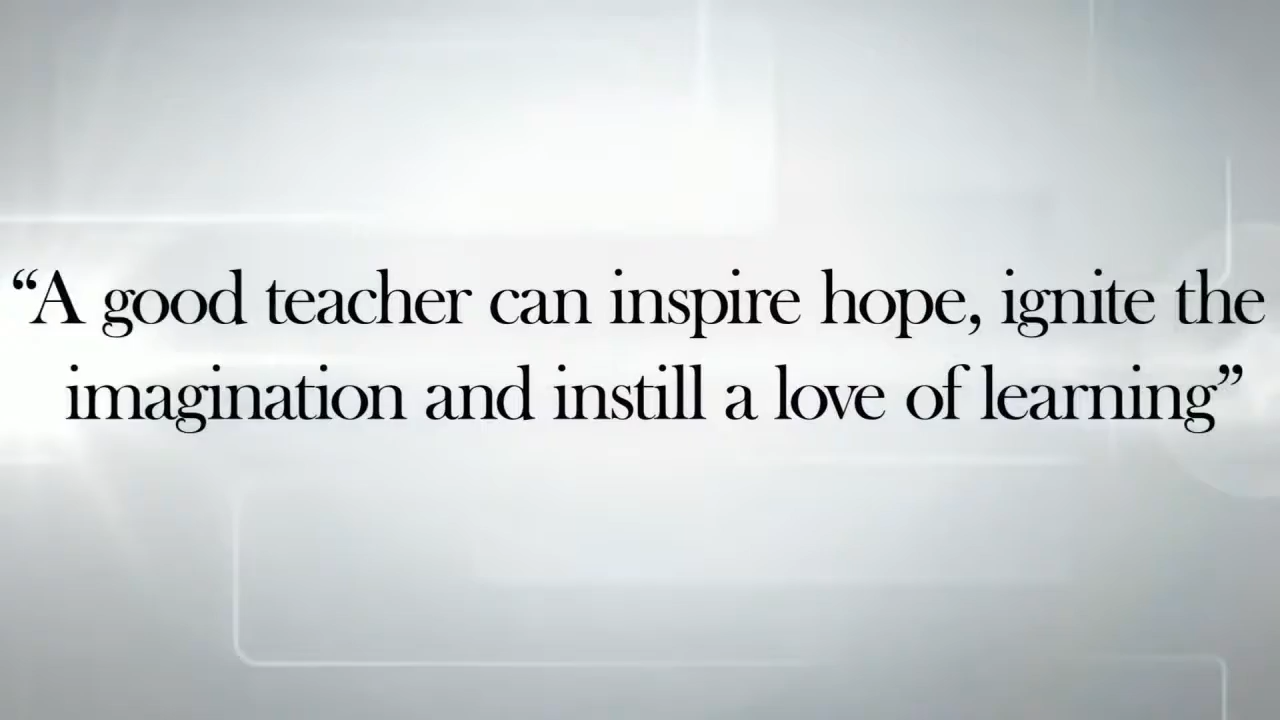 “A good teacher can inspire hope, ignite the
imagination and instill a love of learning”